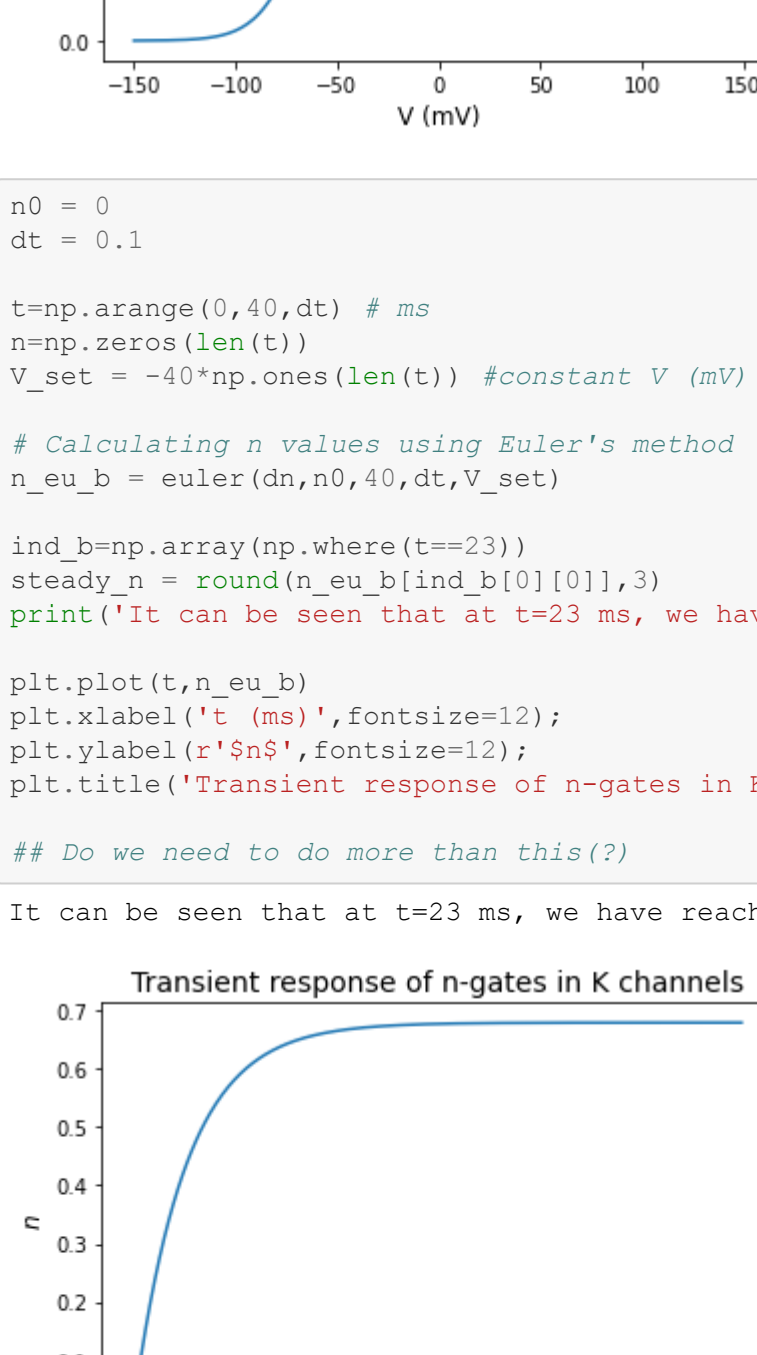 0.0
−150 −100 −50 0 50 100 150
V (mV)
n0 = 0
dt = 0.1
t=np.arange(0,40,dt) # ms
n=np.zeros(len(t))
V_set = -40*np.ones(len(t)) #constant V (mV)
# Calculating n values using Euler's method
n_eu_b = euler(dn,n0,40,dt,V_set)
ind_b=np.array(np.where(t==23))
steady_n = round(n_eu_b[ind_b[0][0]],3)
print('It can be seen that at t=23 ms, we hav
plt.plot(t,n_eu_b)
plt.xlabel('t (ms)',fontsize=12);
plt.ylabel(r'$n$',fontsize=12);
plt.title('Transient response of n-gates in K
## Do we need to do more than this(?)
It can be seen that at t=23 ms, we have reach
Transient response of n-gates in K channels
0.7
0.6
0.5
0.4
n
0.3
0.2